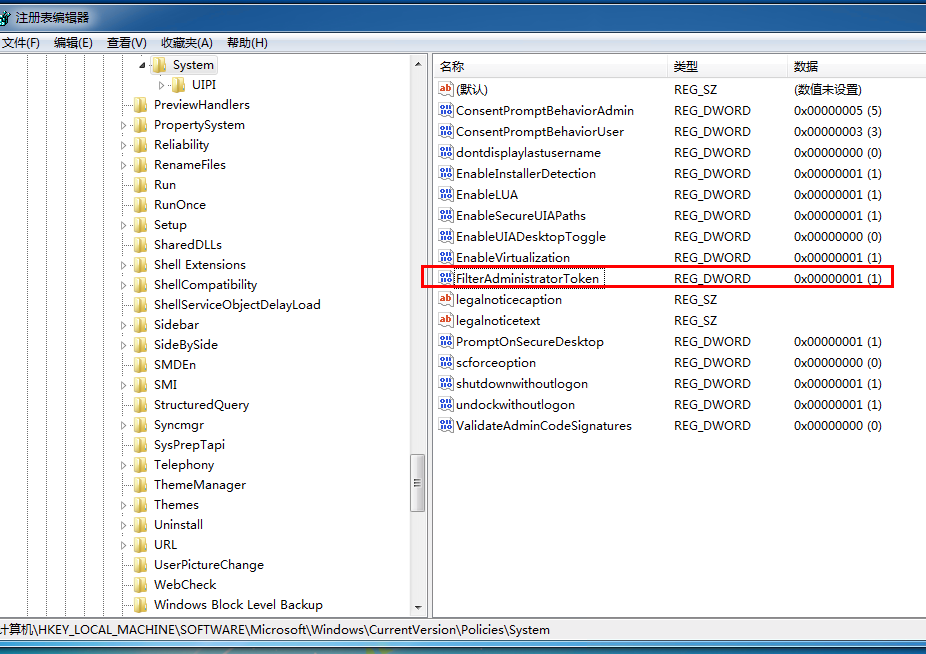 注册表编辑器
文件(F) 编辑(E) 查看(V) 收藏夹(A) 帮助(H)
System
UIPI
PreviewHandlers
PropertySystem
Reliability
RenameFiles
Run
RunOnce
Setup
SharedDLLs
Shell Extensions
ShellCompatibility
ShellServiceObjectDelayLoad
Sidebar
SideBySide
SMDEn
SMI
StructuredQuery
Syncmgr
SysPrepTapi
Telephony
ThemeManager
Themes
Uninstall
URL
UserPictureChange
WebCheck
Windows Block Level Backup
名称 类型 数据
(默认) REG_SZ (数值未设置)
ConsentPromptBehaviorAdmin REG_DWORD 0x00000005 (5)
ConsentPromptBehaviorUser REG_DWORD 0x00000003 (3)
dontdisplaylastusername REG_DWORD 0x00000000 (0)
EnableInstallerDetection REG_DWORD 0x00000001 (1)
EnableLUA REG_DWORD 0x00000001 (1)
EnableSecureUIAPaths REG_DWORD 0x00000001 (1)
EnableUIADesktopToggle REG_DWORD 0x00000000 (0)
EnableVirtualization REG_DWORD 0x00000001 (1)
FilterAdministratorToken REG_DWORD 0x00000001 (1)
legalnoticecaption REG_SZ
legalnoticetext REG_SZ
PromptOnSecureDesktop REG_DWORD 0x00000001 (1)
scforceoption REG_DWORD 0x00000000 (0)
shutdownwithoutlogon REG_DWORD 0x00000001 (1)
undockwithoutlogon REG_DWORD 0x00000001 (1)
ValidateAdminCodeSignatures REG_DWORD 0x00000000 (0)
计算机\HKEY_LOCAL_MACHINE\SOFTWARE\Microsoft\Windows\CurrentVersion\Policies\System